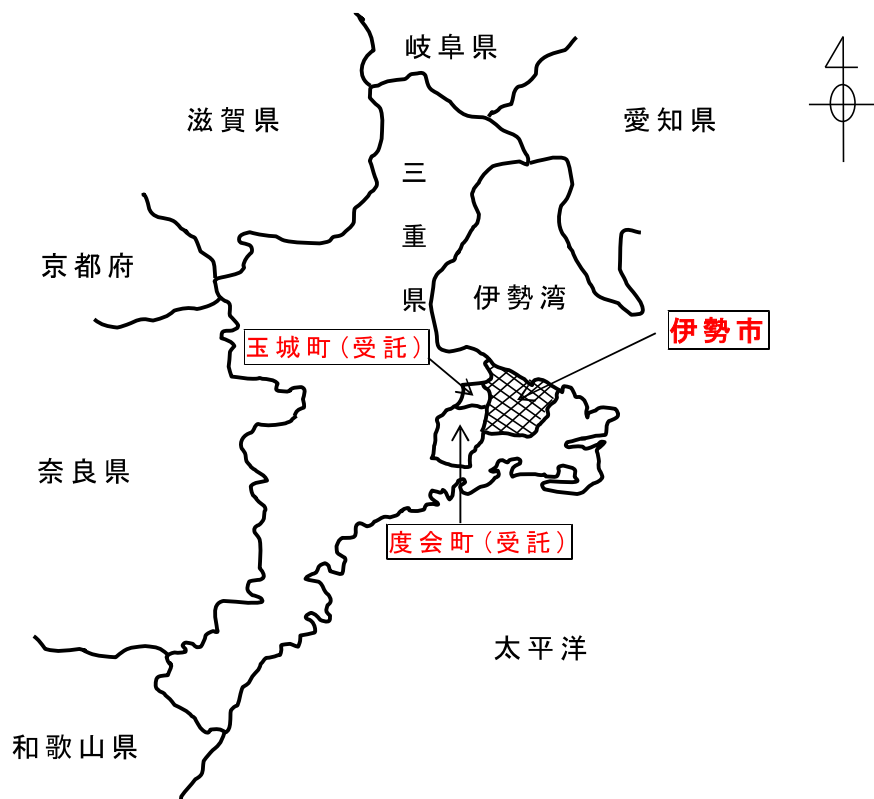 岐阜県
滋賀県
愛知県
三重県
京都府
伊勢湾
伊勢市
玉城町(受託)
奈良県
度会町(受託)
太平洋
和歌山県